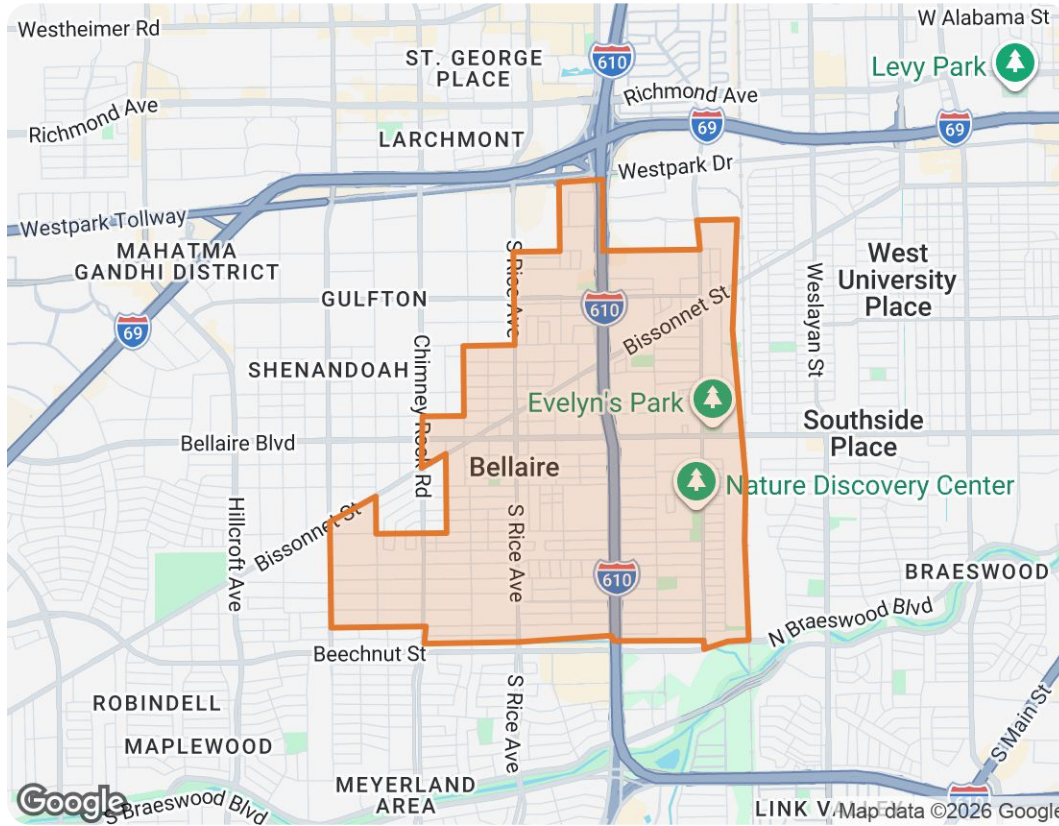 Westheimer Rd
W Alabama St
ST. GEORGE
PLACE
610
Levy Park
Richmond Ave
Richmond Ave
69
69
LARCHMONT
Westpark Dr
Westpark Tollway
MAHATMA
GANDHI DISTRICT
S Rice Ave
West
University
Place
GULFTON
610
Bissonnet St
Weslayan St
69
SHENANDOAH
Chimney Rock Rd
Evelyn's Park
Bellaire Blvd
Southside
Place
Bellaire
Nature Discovery Center
Hillcroft Ave
Bissonnet St
S Rice Ave
610
BRAESWOOD
N Braeswood Blvd
Beechnut St
S Rice Ave
ROBINDELL
MAPLEWOOD
S Main St
MEYERLAND
AREA
Google
S Braeswood Blvd
LINK
Map data ©2026 Google